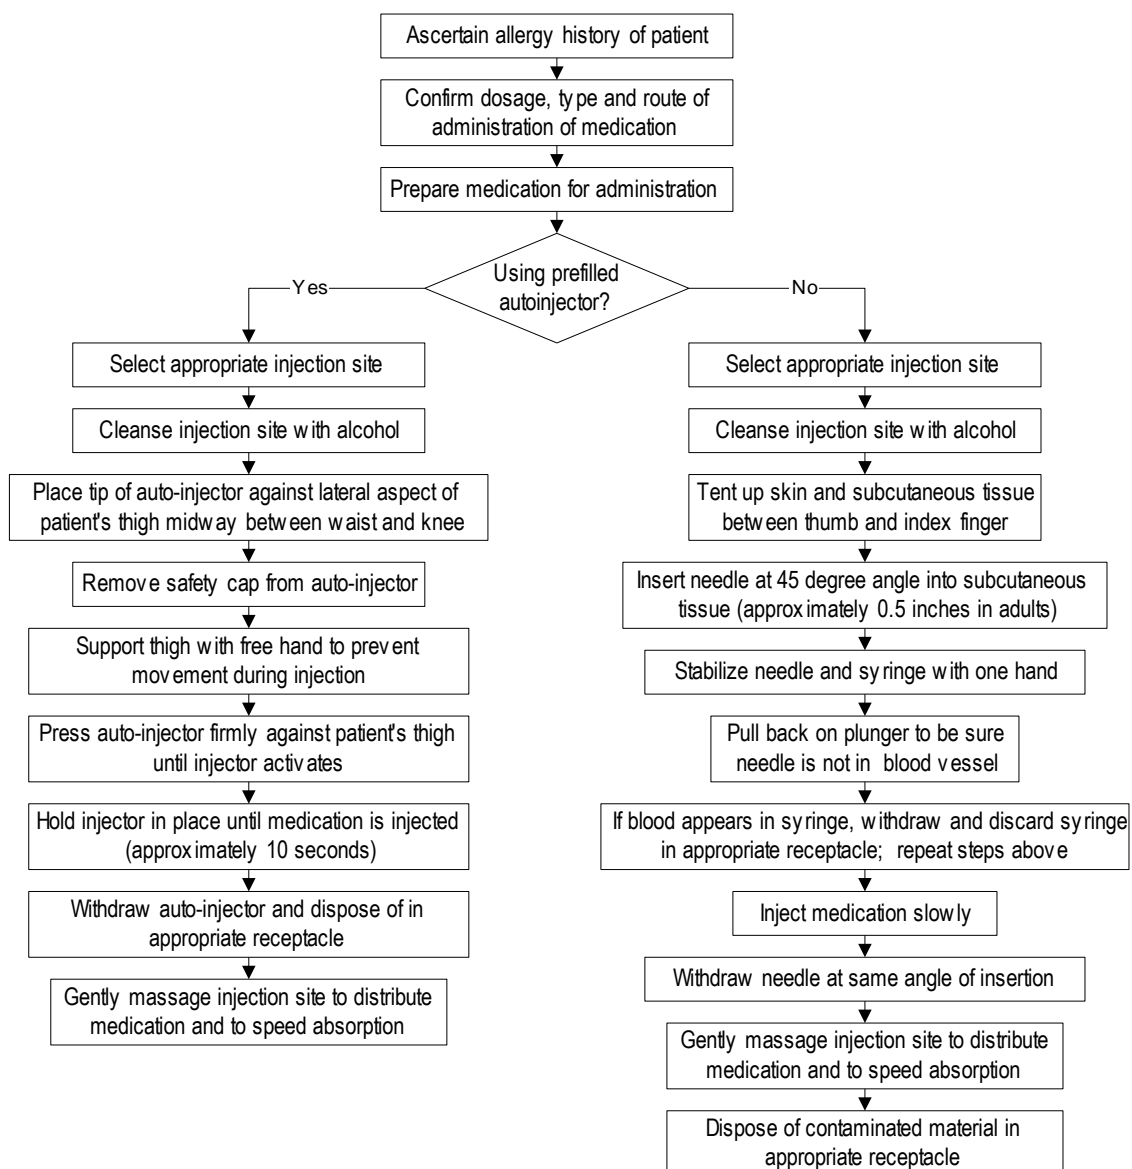 Ascertain allergy history of patient
Confirm dosage, type and route of
administration of medication
Prepare medication for administration
Using prefilled
autoinjector?
Yes
No
Select appropriate injection site
Cleanse injection site with alcohol
Place tip of auto-injector against lateral aspect of
patient's thigh midway between waist and knee
Remove safety cap from auto-injector
Support thigh with free hand to prevent
movement during injection
Press auto-injector firmly against patient's thigh
until injector activates
Hold injector in place until medication is injected
(approximately 10 seconds)
Withdraw auto-injector and dispose of in
appropriate receptacle
Gently massage injection site to distribute
medication and to speed absorption
Select appropriate injection site
Cleanse injection site with alcohol
Tent up skin and subcutaneous tissue
between thumb and index finger
Insert needle at 45 degree angle into subcutaneous
tissue (approximately 0.5 inches in adults)
Stabilize needle and syringe with one hand
Pull back on plunger to be sure
needle is not in blood vessel
If blood appears in syringe, withdraw and discard syringe
in appropriate receptacle; repeat steps above
Inject medication slowly
Withdraw needle at same angle of insertion
Gently massage injection site to distribute
medication and to speed absorption
Dispose of contaminated material in
appropriate receptacle